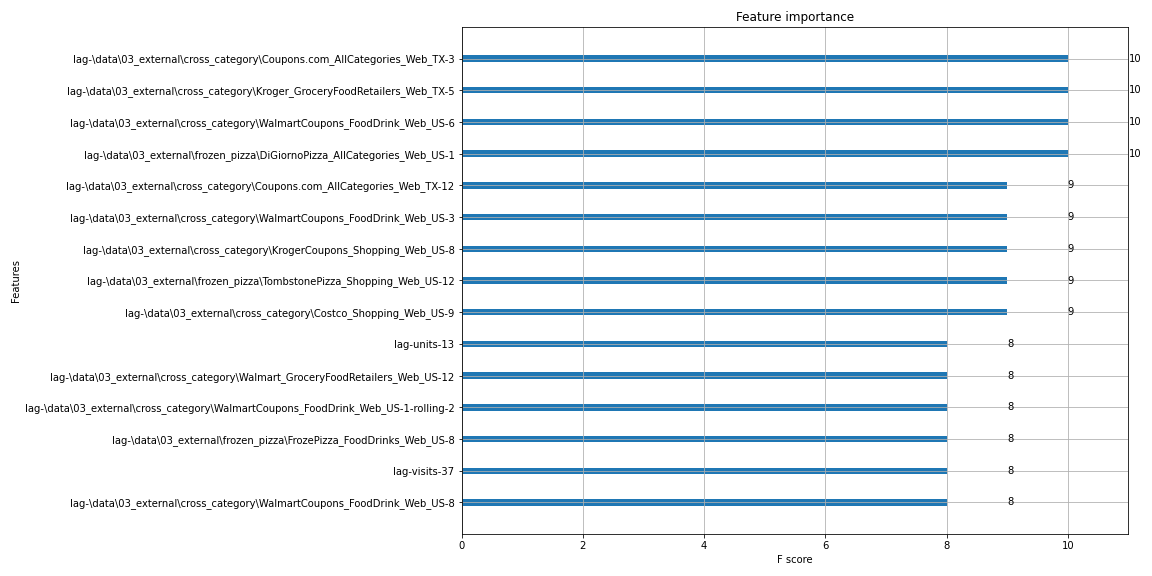 Feature importance
lag-\data\03_external\cross_category\Coupons.com_AllCategories_Web_TX-3 10
lag-\data\03_external\cross_category\Kroger_GroceryFoodRetailers_Web_TX-5 10
lag-\data\03_external\cross_category\WalmartCoupons_FoodDrink_Web_US-6 10
lag-\data\03_external\frozen_pizza\DiGiornoPizza_AllCategories_Web_US-1 10
lag-\data\03_external\cross_category\Coupons.com_AllCategories_Web_TX-12 9
lag-\data\03_external\cross_category\WalmartCoupons_FoodDrink_Web_US-3 9
lag-\data\03_external\cross_category\KrogerCoupons_Shopping_Web_US-8 9
lag-\data\03_external\frozen_pizza\TombstonePizza_Shopping_Web_US-12 9
lag-\data\03_external\cross_category\Costco_Shopping_Web_US-9 9
lag-units-13 8
lag-\data\03_external\cross_category\Walmart_GroceryFoodRetailers_Web_US-12 8
lag-\data\03_external\cross_category\WalmartCoupons_FoodDrink_Web_US-1-rolling-2 8
lag-\data\03_external\frozen_pizza\FrozePizza_FoodDrinks_Web_US-8 8
lag-visits-37 8
lag-\data\03_external\cross_category\WalmartCoupons_FoodDrink_Web_US-8 8
Features
0 2 4 6 8 10
F score